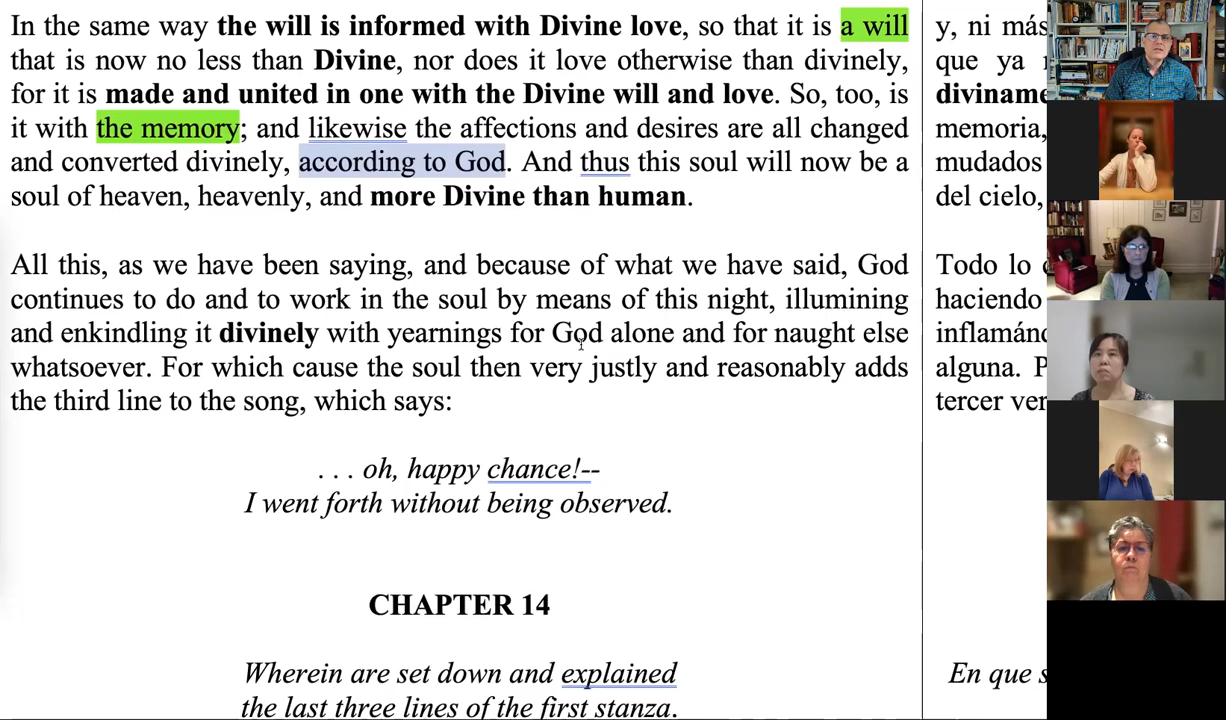 In the same way the will is informed with Divine love, so that it is a will
that is now no less than Divine, nor does it love otherwise than divinely,
for it is made and united in one with the Divine will and love. So, too, is
it with the memory; and likewise the affections and desires are all changed
and converted divinely, according to God. And thus this soul will now be a
soul of heaven, heavenly, and more Divine than human.
All this, as we have been saying, and because of what we have said, God
continues to do and to work in the soul by means of this night, illumining
and enkindling it divinely with yearnings for God alone and for naught else
whatsoever. For which cause the soul then very justly and reasonably adds
the third line to the song, which says:
. . . oh, happy chance!--
I went forth without being observed.
CHAPTER 14
Wherein are set down and explained
the last three lines of the first stanza.
y, ni más
que ya
diviname
memoria,
mudados
del cielo,
Todo lo
haciendo
inflamánd
alguna. P
tercer ver
En que s